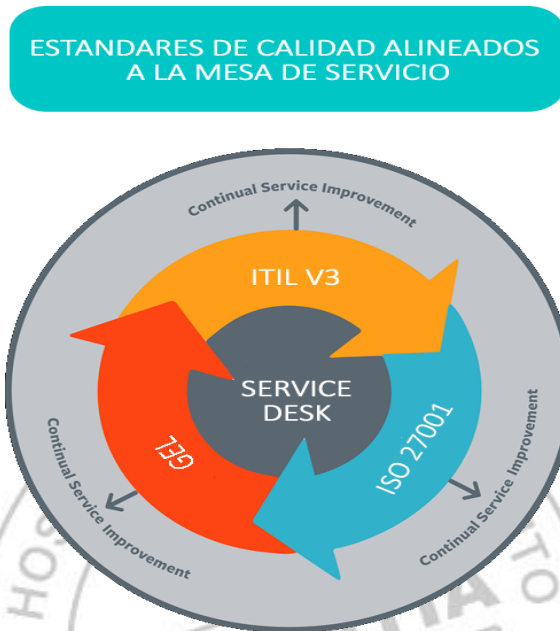 ESTANDARES DE CALIDAD ALINEADOS
A LA MESA DE SERVICIO
Continual Service Improvement
ITIL V3
SERVICE
DESK
GEL
ISO 27001
Continual Service Improvement
Continual Service Improvement